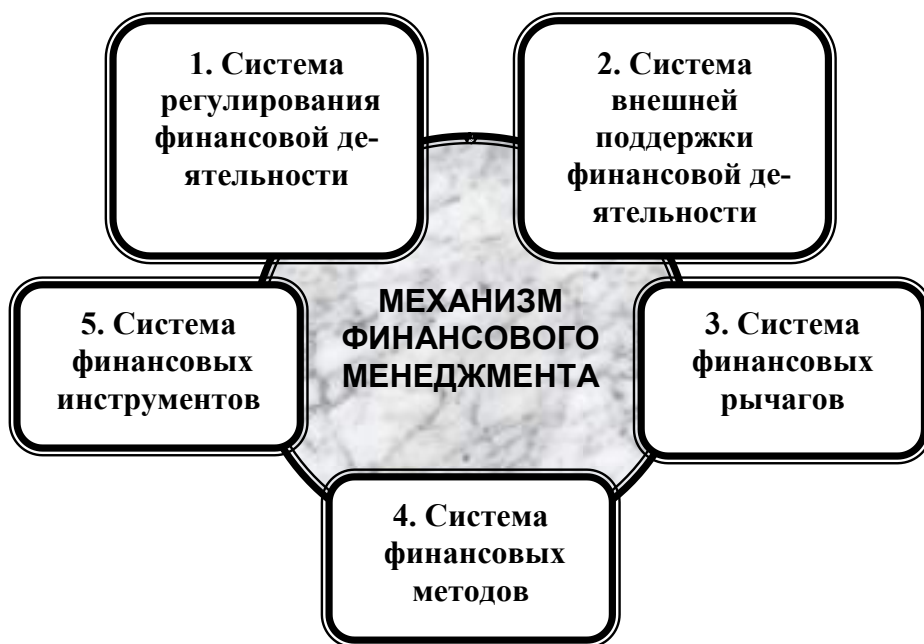 1. Система
регулирования
финансовой де-
ятельности
2. Система
внешней
поддержки
финансовой де-
ятельности
МЕХАНИЗМ
ФИНАНСОВОГО
МЕНЕДЖМЕНТА
5. Система
финансовых
инструментов
3. Система
финансовых
рычагов
4. Система
финансовых
методов